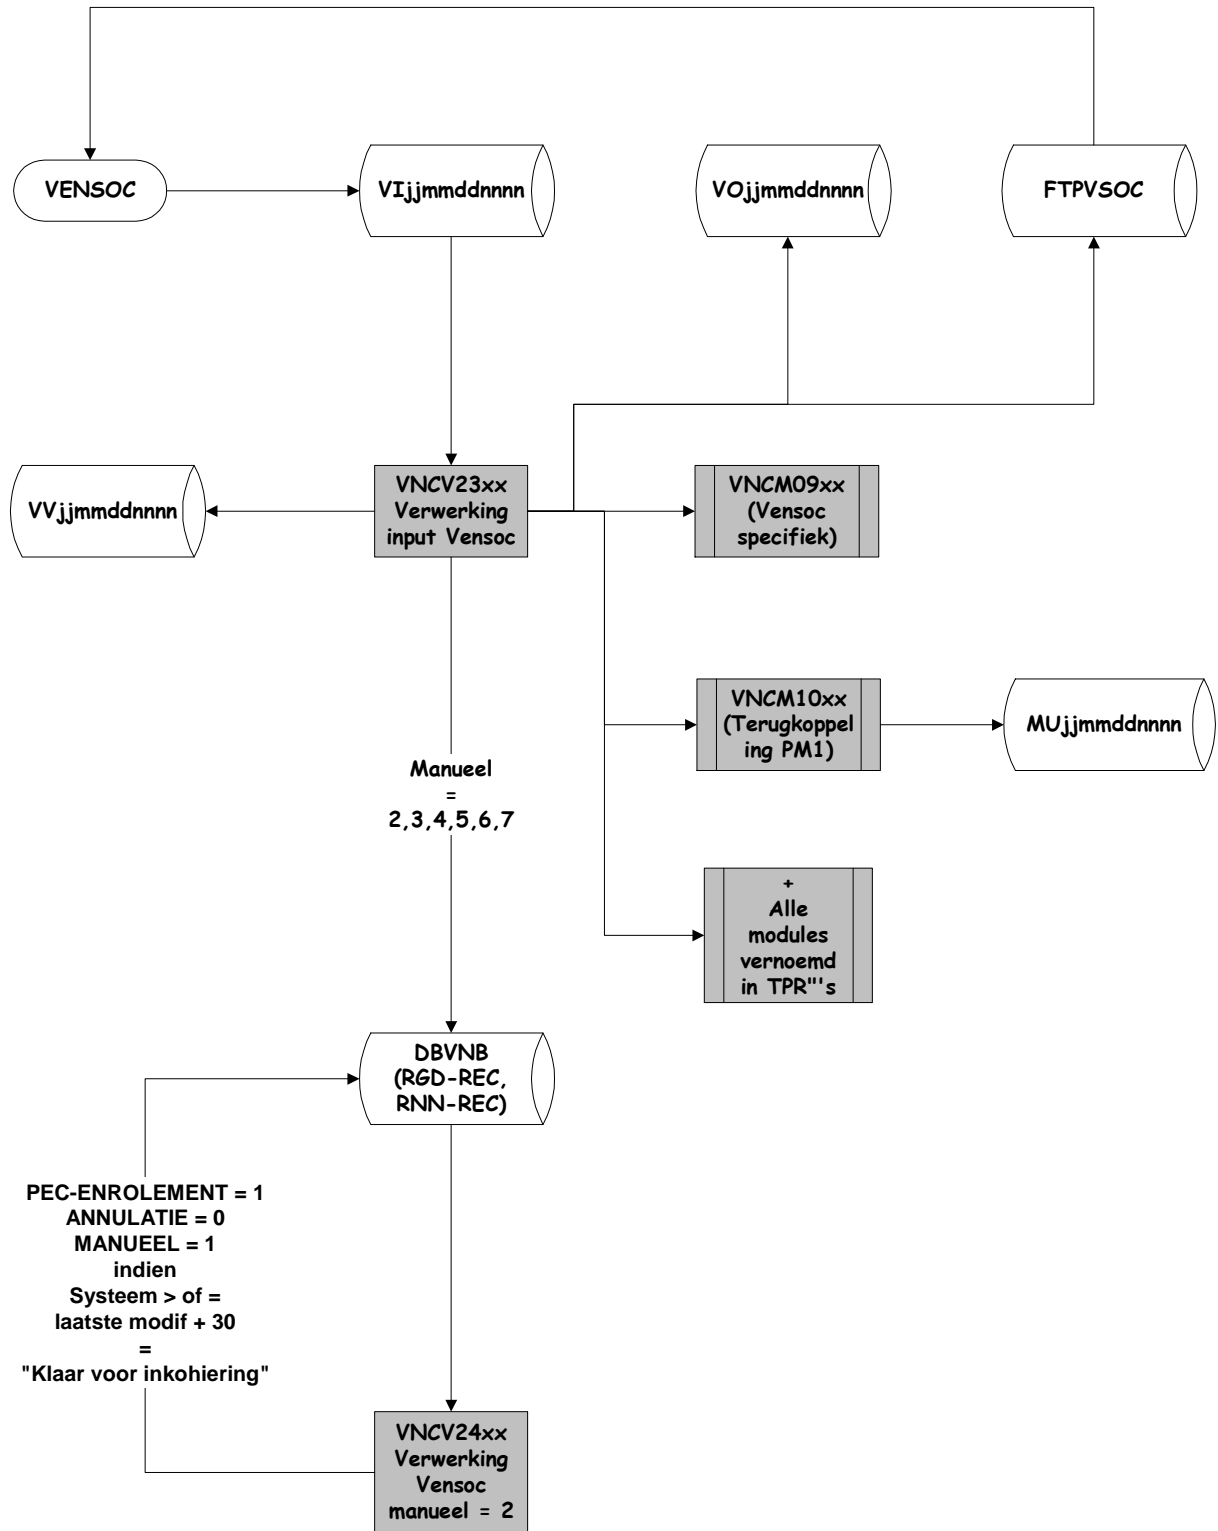 VENSOC
VIjjmmddnnnn
VOjjmmddnnnn
FTPVSOC
VVjjmmddnnnn
VNCV23xx
Verwerking
input Vensoc
VNCM09xx
(Vensoc
specifiek)
VNCM10xx
(Terugkoppel
ing PM1)
MUjjmmddnnnn
Manueel
=
2,3,4,5,6,7
+
Alle
modules
vernoemd
in TPR"'s
DBVNB
(RGD-REC,
RNN-REC)
PEC-ENROLEMENT = 1
ANNULATIE = 0
MANUEEL = 1
indien
Systeem > of =
laatste modif + 30
=
"Klaar voor inkohiering"
VNCV24xx
Verwerking
Vensoc
manueel = 2